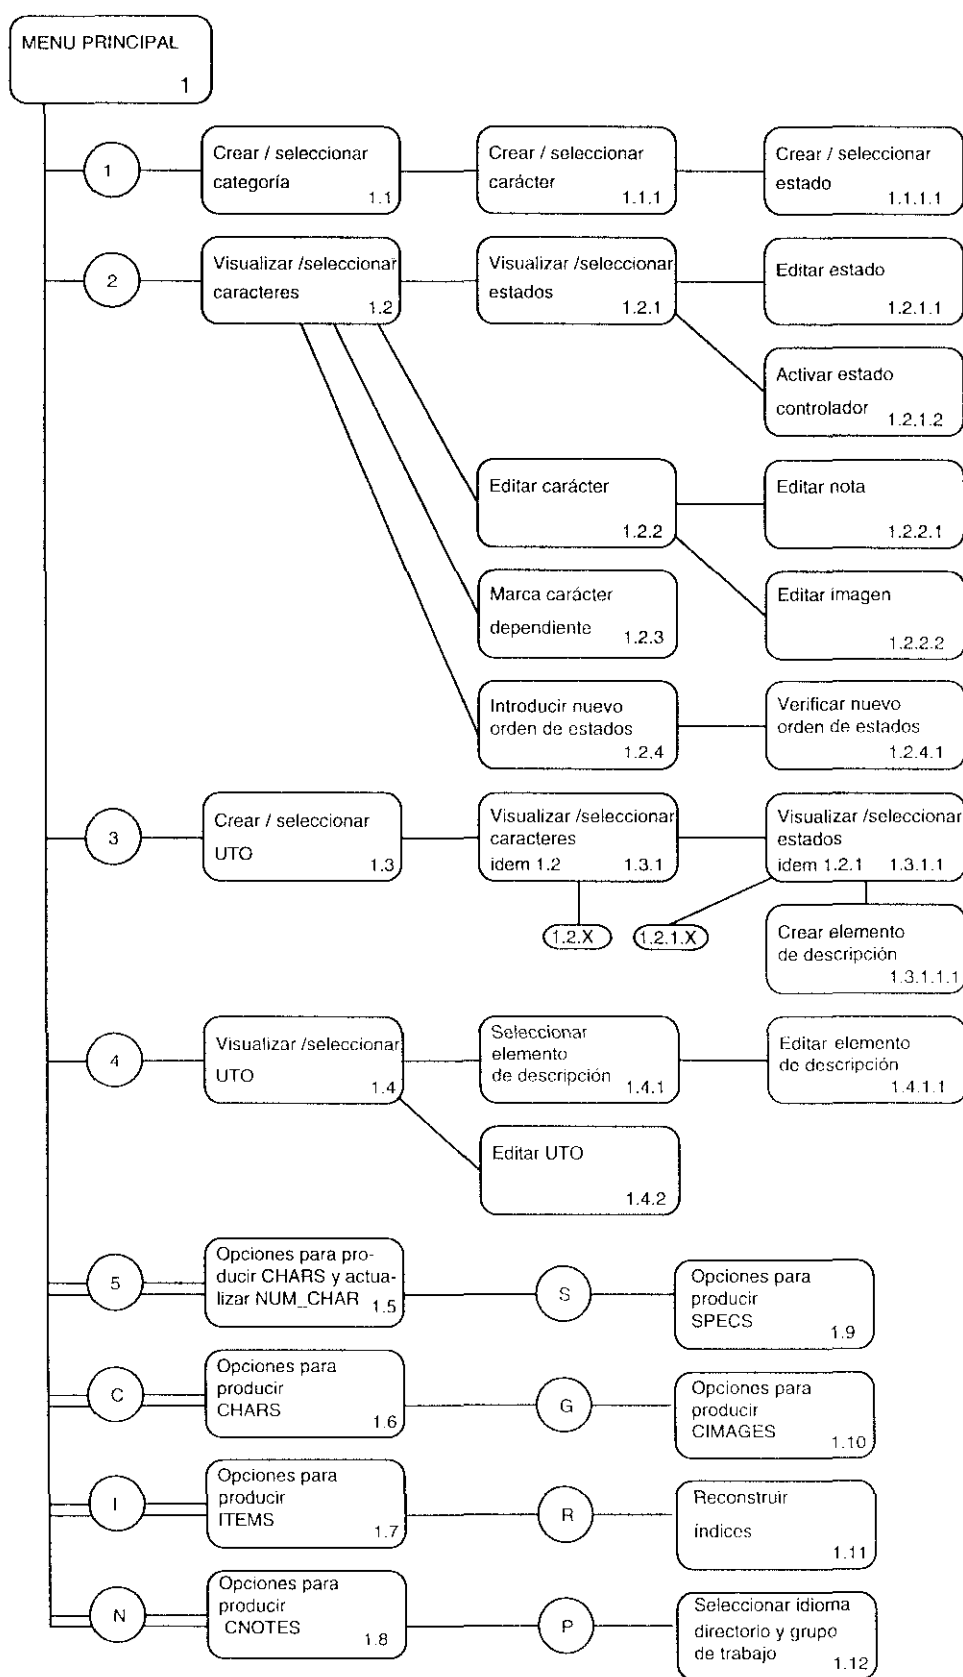 MENU PRINCIPAL
1
1
Crear / seleccionar
categoría
1.1
Crear / seleccionar
carácter
1.1.1
Crear / seleccionar
estado
1.1.1.1
2
Visualizar /seleccionar
caracteres
1.2
Visualizar /seleccionar
estados
1.2.1
Editar estado
1.2.1.1
Activar estado
controlador
1.2.1.2
Editar carácter
1.2.2
Editar nota
1.2.2.1
Marca carácter
dependiente
1.2.3
Editar imagen
1.2.2.2
Introducir nuevo
orden de estados
1.2.4
Verificar nuevo
orden de estados
1.2.4.1
3
Crear / seleccionar
UTO
1.3
Visualizar /seleccionar
caracteres
idem 1.2 1.3.1
Visualizar /seleccionar
estados
idem 1.2.1 1.3.1.1
1.2.X
1.2.1.X
Crear elemento
de descripción
1.3.1.1.1
4
Visualizar /seleccionar
UTO
1.4
Seleccionar
elemento
de descripción
1.4.1
Editar elemento
de descripción
1.4.1.1
Editar UTO
1.4.2
5
Opciones para pro-
ducir CHARS y actua-
lizar NUM_CHAR
1.5
S
Opciones para
producir
SPECS
1.9
C
Opciones para
producir
CHARS
1.6
G
Opciones para
producir
CIMAGES
1.10
I
Opciones para
producir
ITEMS
1.7
R
Reconstruir
índices
1.11
N
Opciones para
producir
CNOTES
1.8
P
Seleccionar idioma
directorio y grupo
de trabajo
1.12